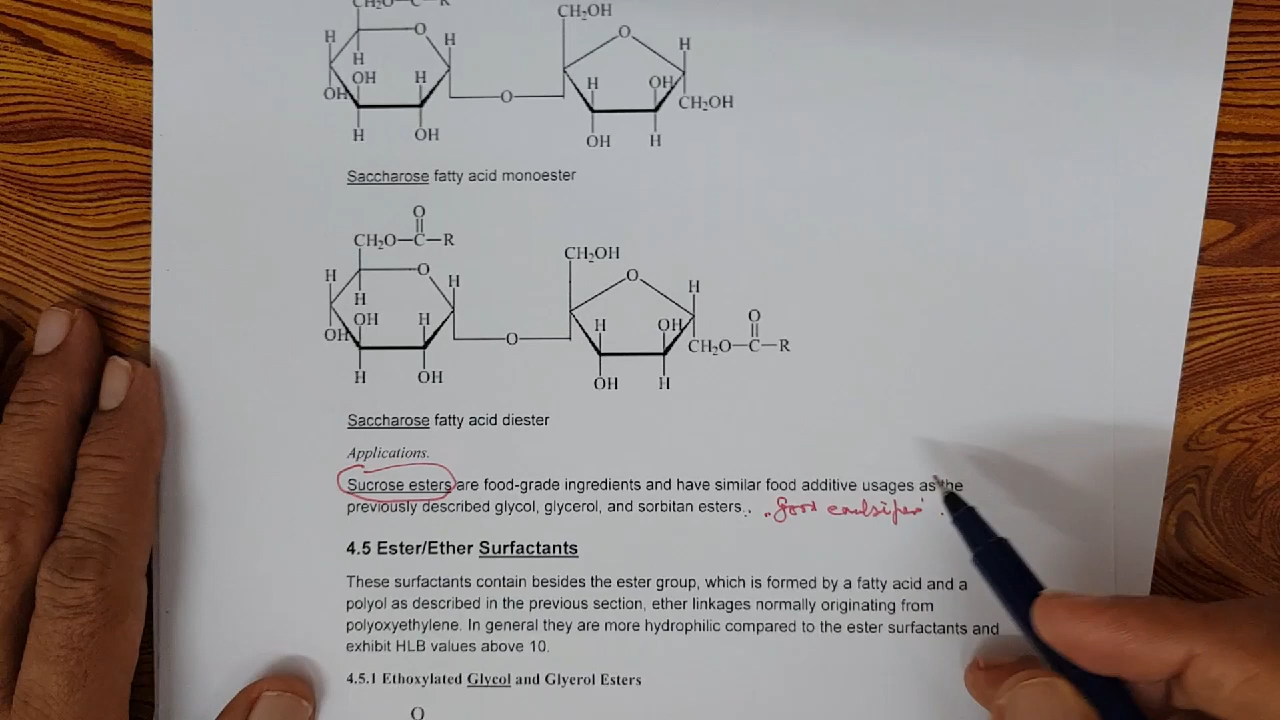 CH₂O—C—R
CH₂OH
O
O
H
H
H
H
OH
H
H
OH
OH
O
CH₂OH
H
OH
OH
H
Saccharose fatty acid monoester
O
CH₂O—C—R
CH₂OH
O
O
H
H
H
H
O
OH
H
H
OH
OH
O
CH₂O—C—R
H
OH
OH
H
Saccharose fatty acid diester
Applications.
Sucrose esters are food-grade ingredients and have similar food additive usages as the
previously described glycol, glycerol, and sorbitan esters.. "food emulsifier"
4.5 Ester/Ether Surfactants
These surfactants contain besides the ester group, which is formed by a fatty acid and a
polyol as described in the previous section, ether linkages normally originating from
polyoxyethylene. In general they are more hydrophilic compared to the ester surfactants and
exhibit HLB values above 10.
4.5.1 Ethoxylated Glycol and Glyerol Esters
O